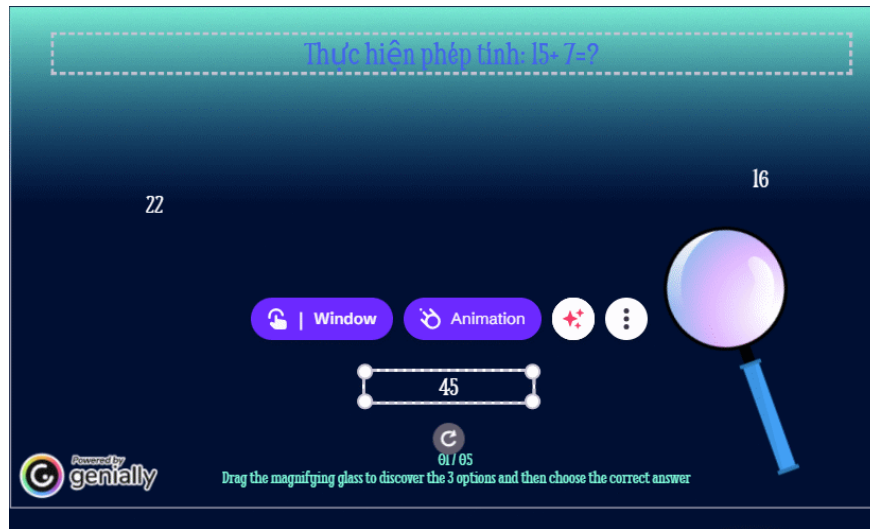 Thực hiện phép tính: 15+ 7=?
16
22
| Window
Animation
45
01 / 05
Drag the magnifying glass to discover the 3 options and then choose the correct answer
Powered by
genially